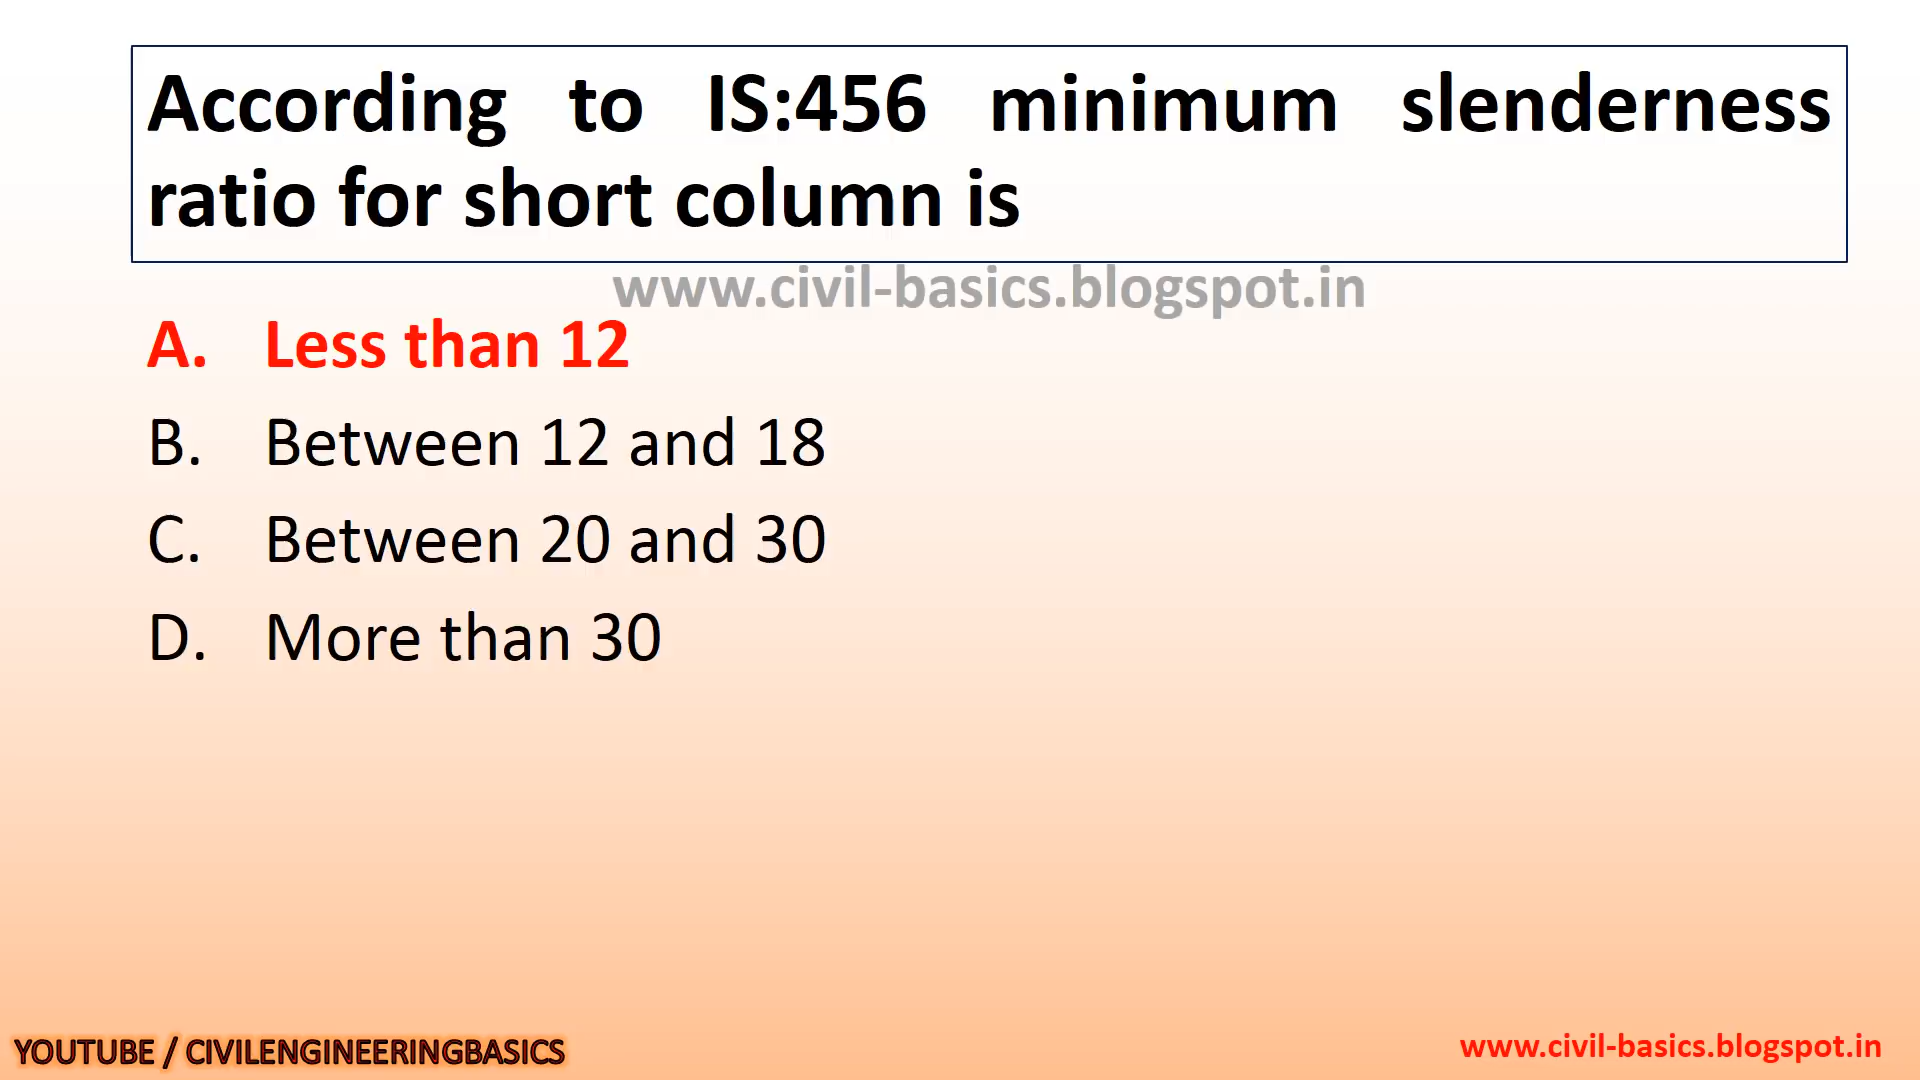 According to IS:456 minimum slenderness
ratio for short column is
www.civil-basics.blogspot.in
A. Less than 12
B. Between 12 and 18
C. Between 20 and 30
D. More than 30
YOUTUBE / CIVILENGINEERINGBASICS
www.civil-basics.blogspot.in